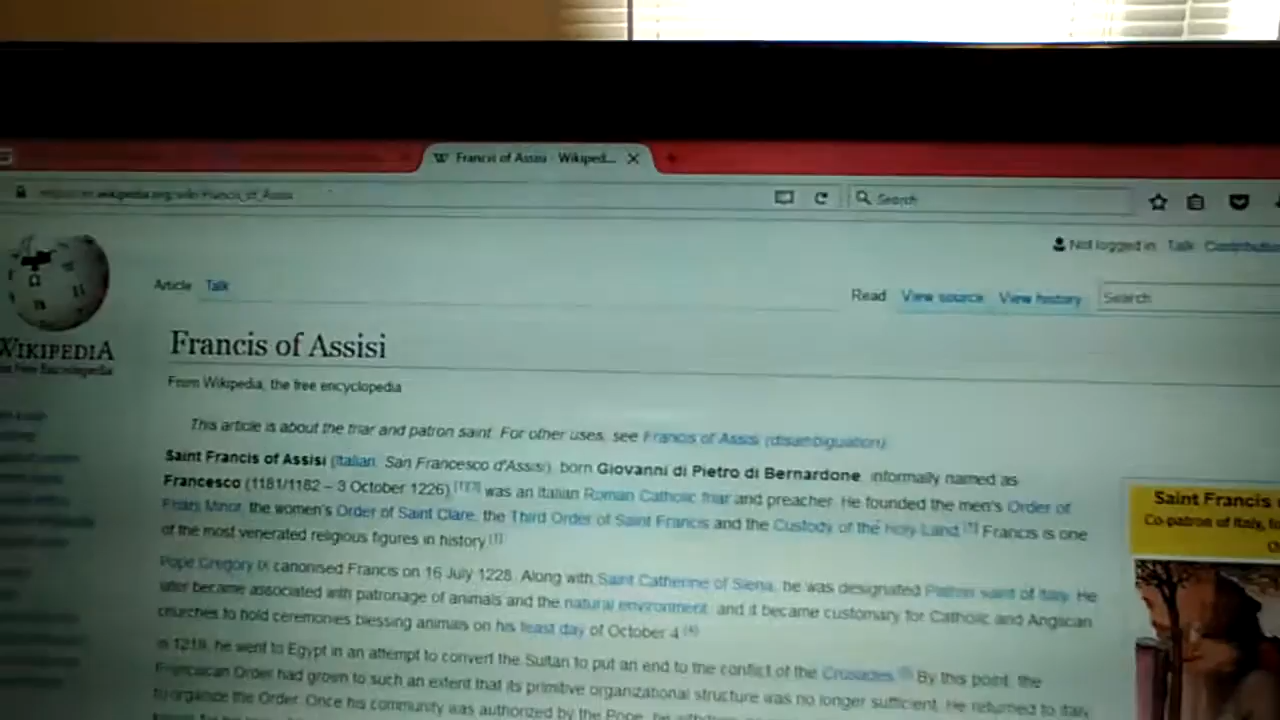 Francis of Assisi - Wikiped...
Search
Not logged in Talk
Article Talk
Read View source View history Search
WIKIPEDIA
Francis of Assisi
From Wikipedia, the free encyclopedia
This article is about the friar and patron saint. For other uses, see Francis of Assisi (disambiguation).
Saint Francis of Assisi (Italian: San Francesco d'Assisi), born Giovanni di Pietro di Bernardone, informally named as
Francesco (1181/1182 – 3 October 1226),was an Italian Roman Catholic friar and preacher. He founded the men's Order of
Friars Minor, the women's Order of Saint Clare, the Third Order of Saint Francis and the Custody of the Holy Land. Francis is one
of the most venerated religious figures in history.[1]
Saint Francis
Co-patron of Italy,
Pope Gregory IX canonised Francis on 16 July 1228. Along with Saint Catherine of Siena, he was designated Patron saint of Italy. He
later became associated with patronage of animals and the natural environment, and it became customary for Catholic and Anglican
churches to hold ceremonies blessing animals on his feast day of October 4.[4]
In 1219, he went to Egypt in an attempt to convert the Sultan to put an end to the conflict of the Crusades. By this point, the
Franciscan Order had grown to such an extent that its primitive organizational structure was no longer sufficient. He returned to Italy
to organize the Order. Once his community was authorized by the Pope, he